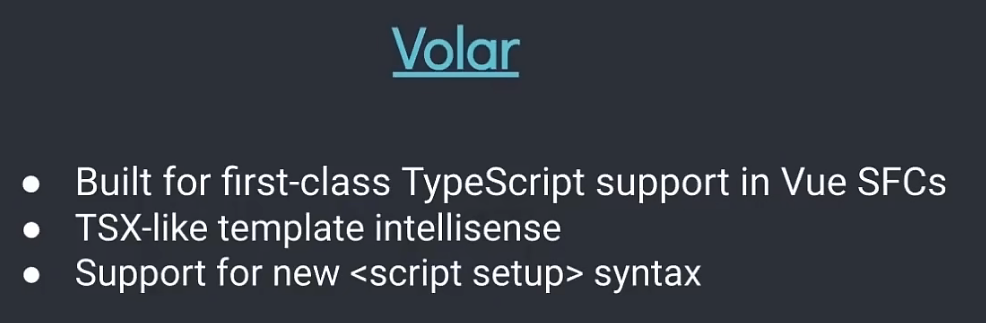 Volar
● Built for first-class TypeScript support in Vue SFCs
● TSX-like template intellisense
● Support for new <script setup> syntax